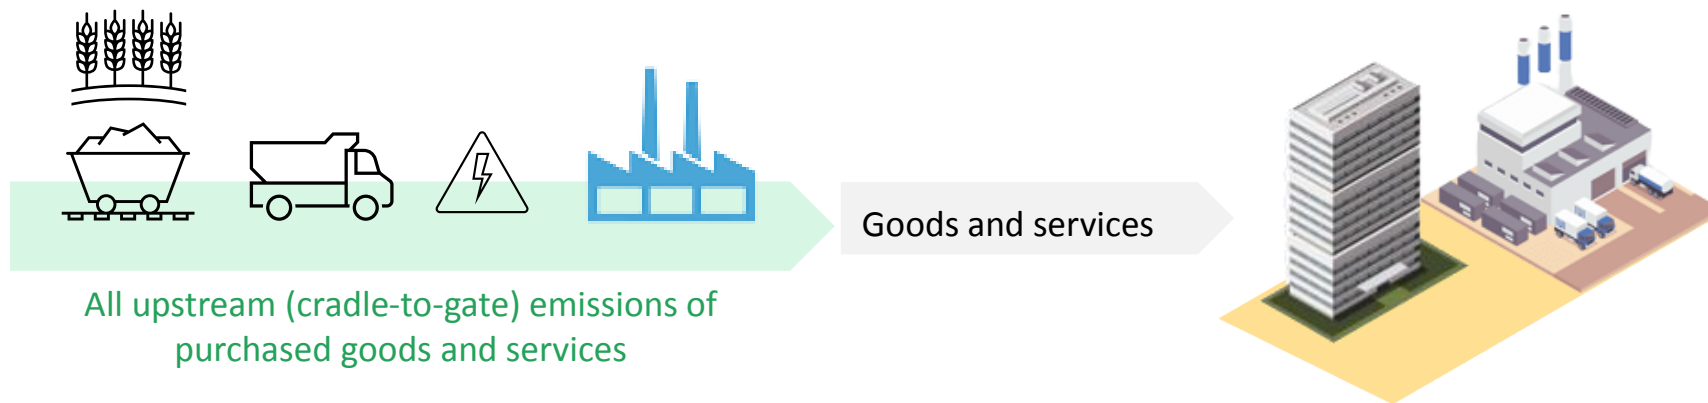 Goods and services
All upstream (cradle-to-gate) emissions of
purchased goods and services